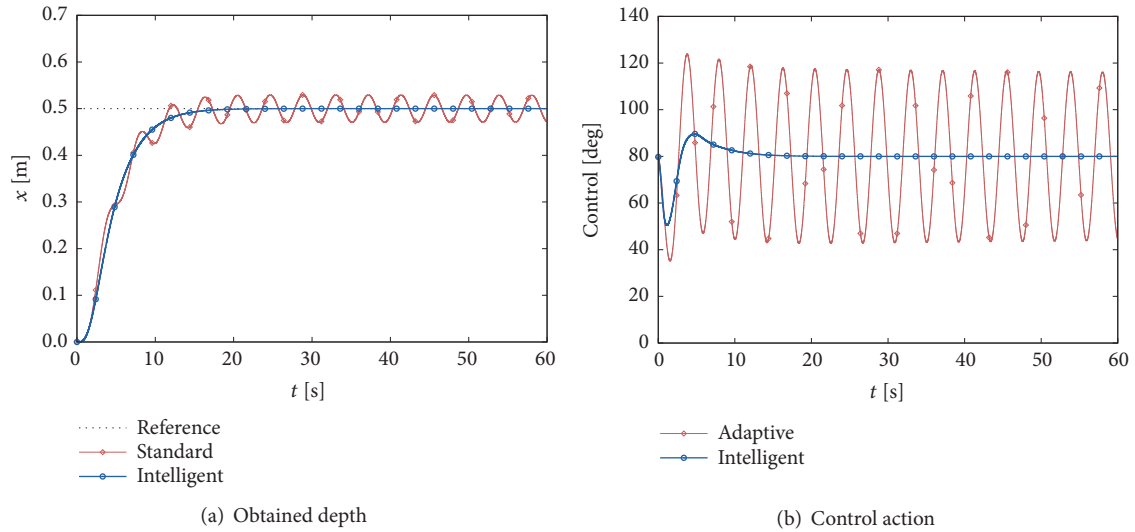 0.7
0.6
0.5
0.4
0.3
0.2
0.1
0.0
x [m]
0 10 20 30 40 50 60
t [s]
Reference
Standard
Intelligent
(a) Obtained depth
140
120
100
80
60
40
20
0
Control [deg]
0 10 20 30 40 50 60
t [s]
Adaptive
Intelligent
(b) Control action